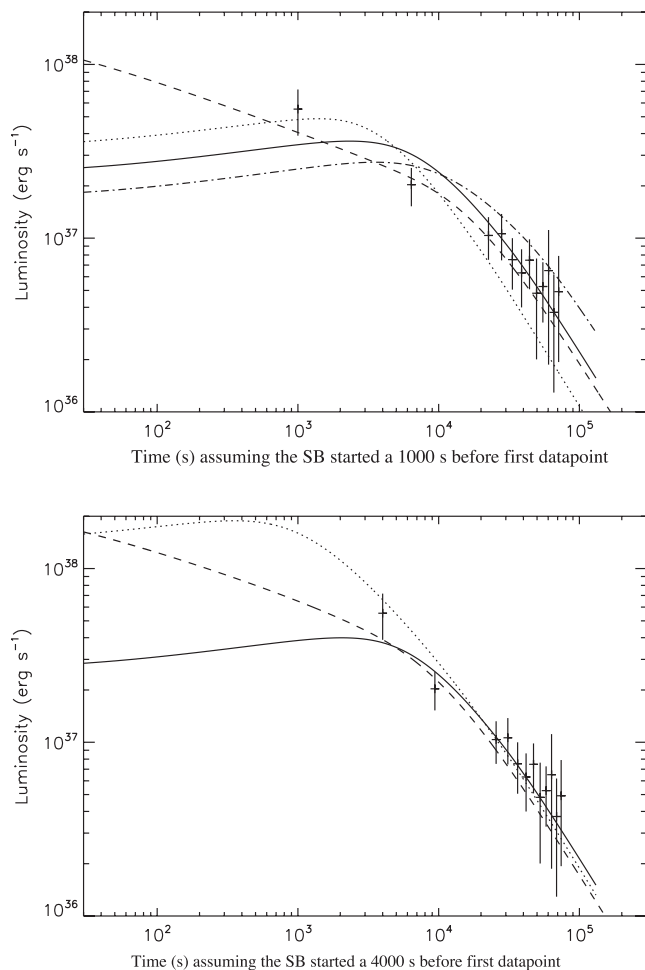 10^38
10^37
10^36
Luminosity (erg s^-1)
10^2 10^3 10^4 10^5
Time (s) assuming the SB started a 1000 s before first datapoint
10^38
10^37
10^36
Luminosity (erg s^-1)
10^2 10^3 10^4 10^5
Time (s) assuming the SB started a 4000 s before first datapoint